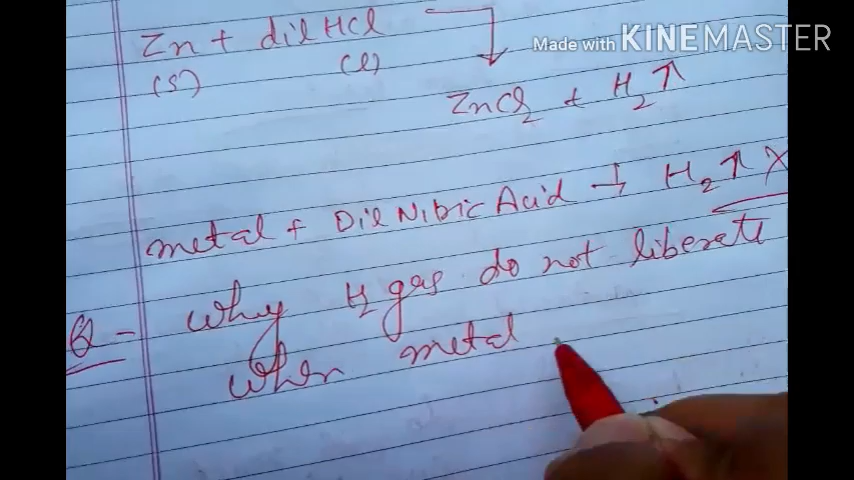 Made with KINEMASTER
Zn + dil HCl
(s) (l)
ZnCl2 + H2 ↑
metal + Dil Nitric Acid → H2 ↑ X
Q - why H2 gas do not liberate
when metal